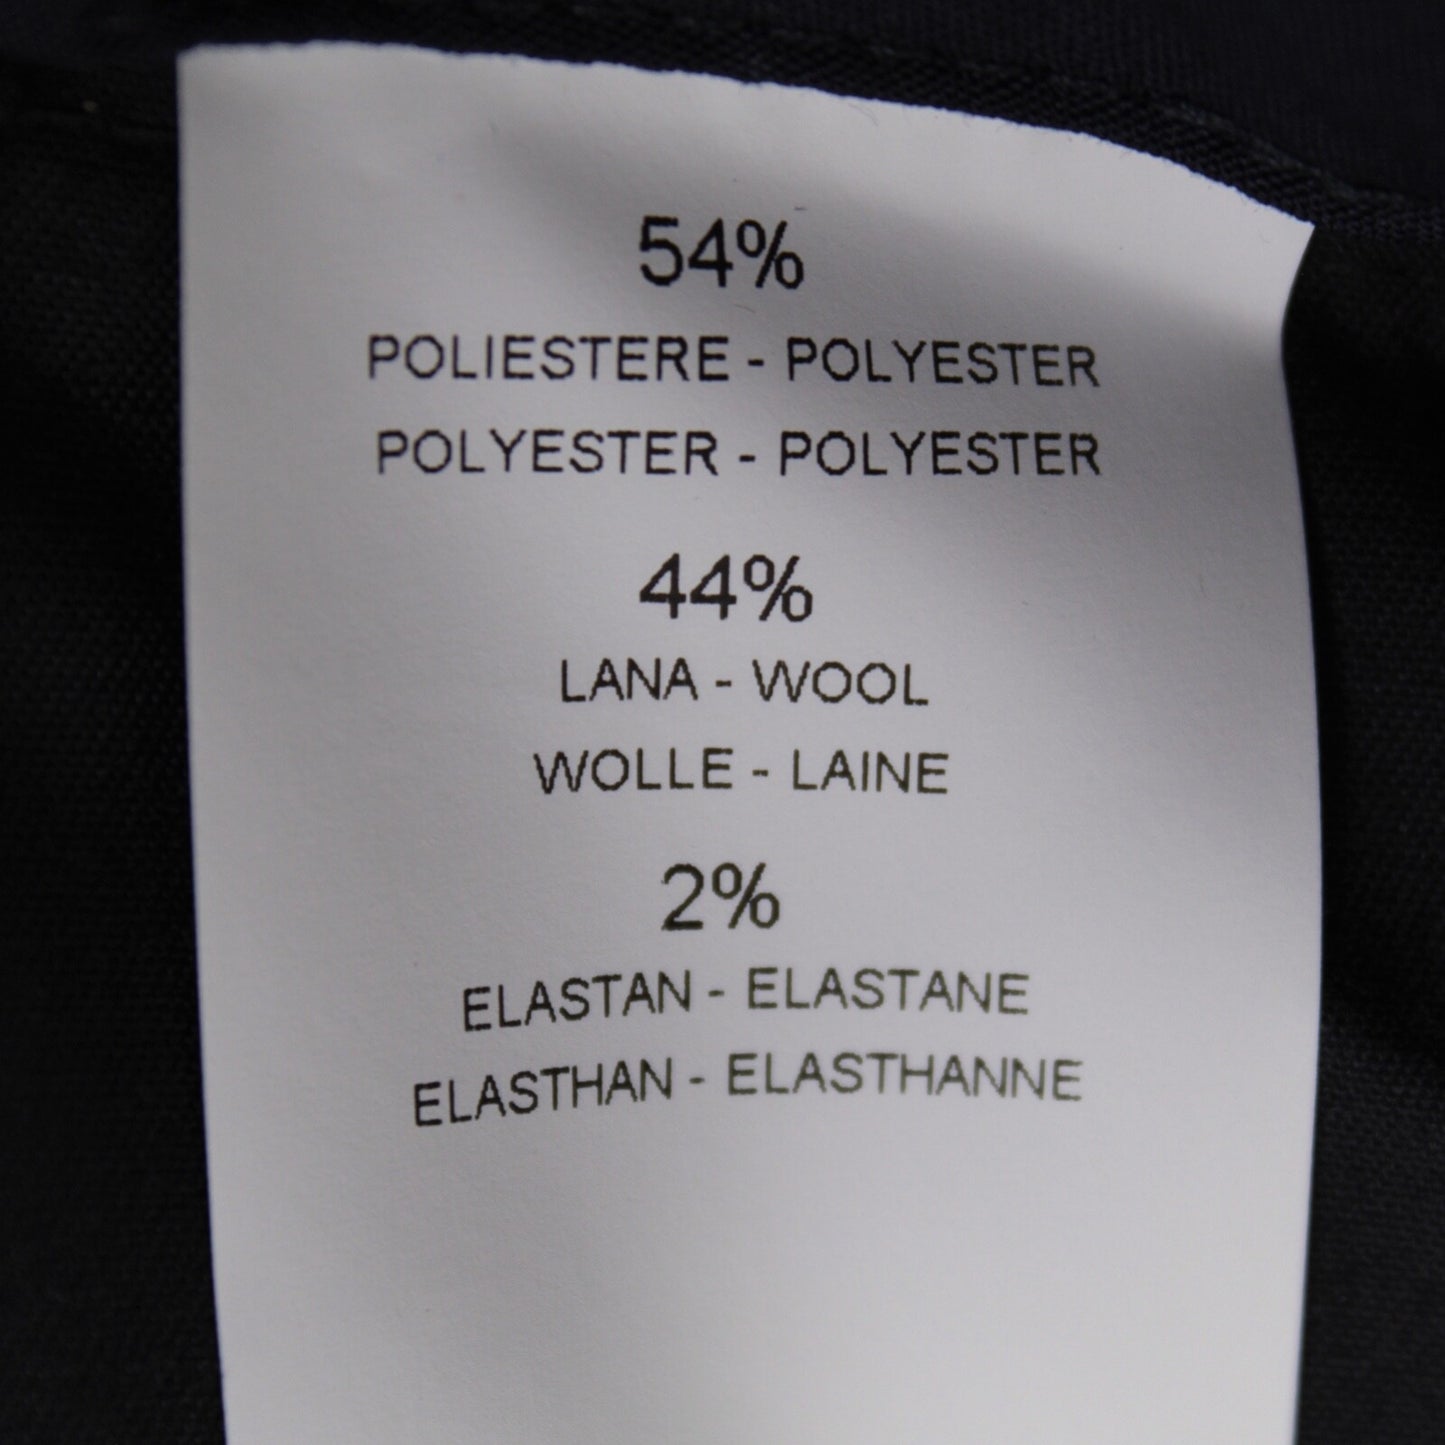 54%
POLIESTERE - POLYESTER
POLYESTER - POLYESTER
44%
LANA - WOOL
WOLLE - LAINE
2%
ELASTAN - ELASTANE
ELASTHAN - ELASTHANNE